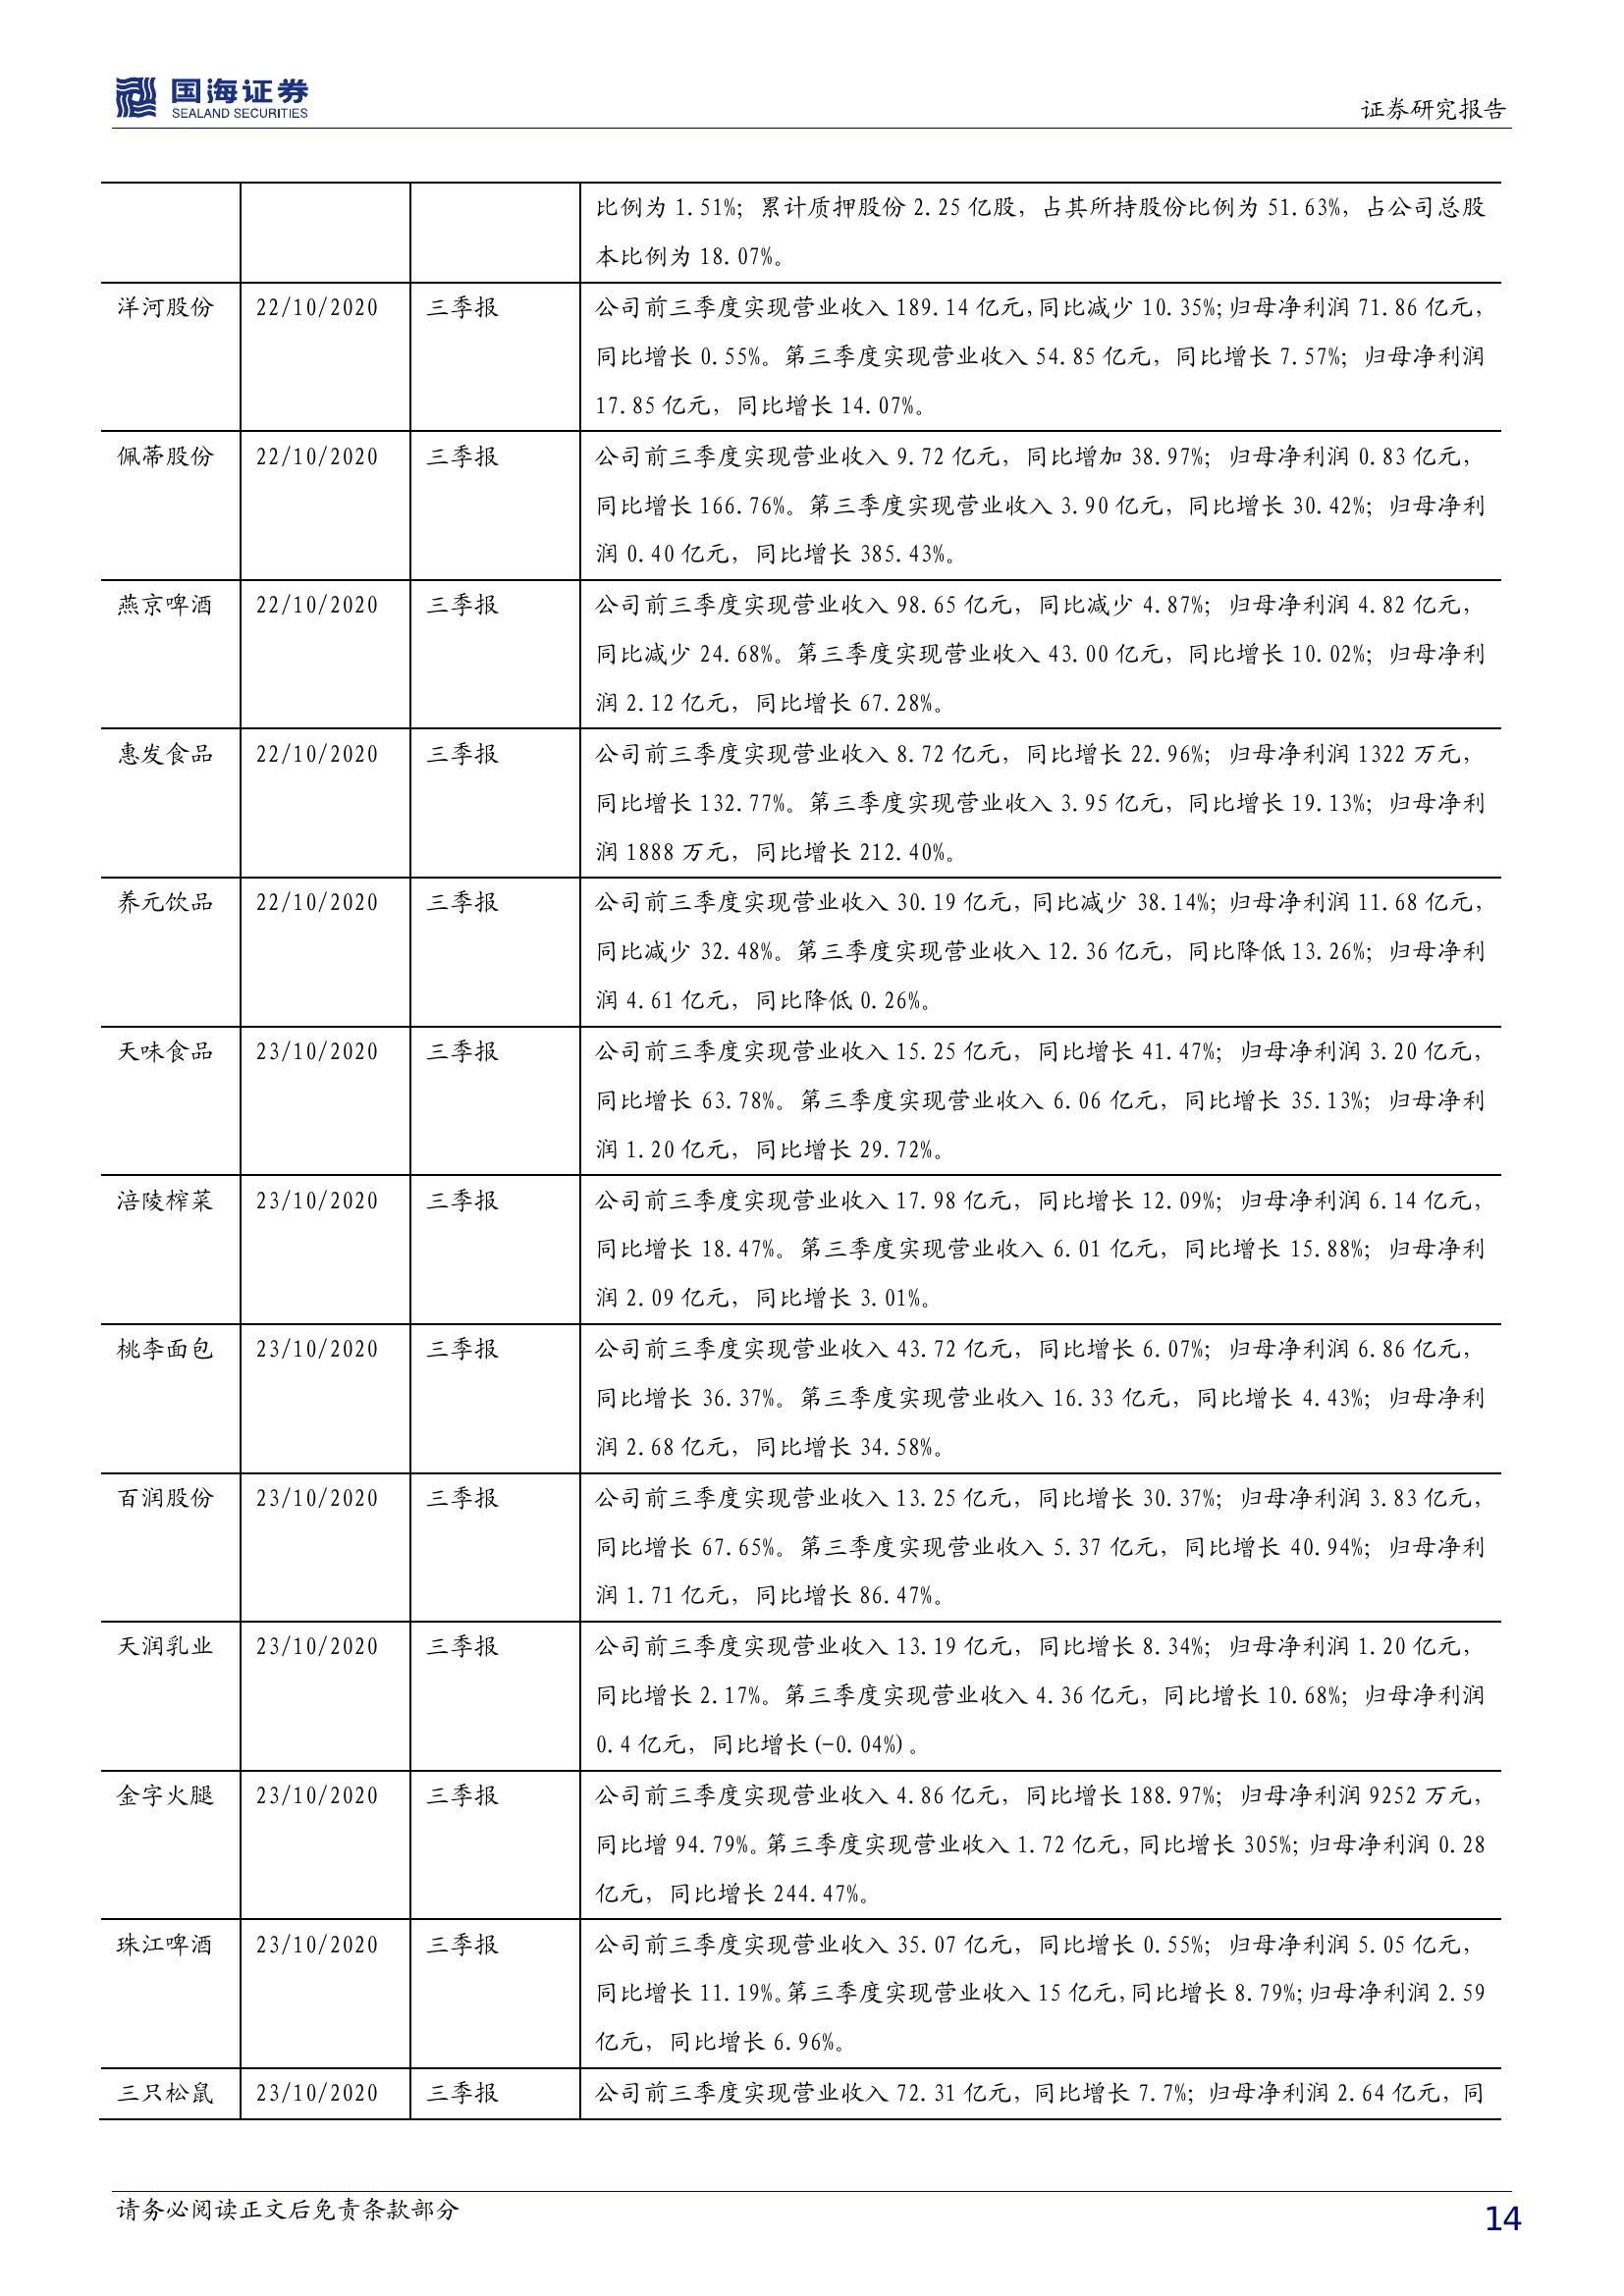 国海证券
SEALAND SECURITIES
证券研究报告
比例为 1.51%；累计质押股份 2.25 亿股，占其所持股份比例为 51.63%，占公司总股
本比例为 18.07%。
洋河股份 22/10/2020 三季报 公司前三季度实现营业收入 189.14 亿元，同比减少 10.35%；归母净利润 71.86 亿元，
同比增长 0.55%。第三季度实现营业收入 54.85 亿元，同比增长 7.57%；归母净利润
17.85 亿元，同比增长 14.07%。
佩蒂股份 22/10/2020 三季报 公司前三季度实现营业收入 9.72 亿元，同比增加 38.97%；归母净利润 0.83 亿元，
同比增长 166.76%。第三季度实现营业收入 3.90 亿元，同比增长 30.42%；归母净利
润 0.40 亿元，同比增长 385.43%。
燕京啤酒 22/10/2020 三季报 公司前三季度实现营业收入 98.65 亿元，同比减少 4.87%；归母净利润 4.82 亿元，
同比减少 24.68%。第三季度实现营业收入 43.00 亿元，同比增长 10.02%；归母净利
润 2.12 亿元，同比增长 67.28%。
惠发食品 22/10/2020 三季报 公司前三季度实现营业收入 8.72 亿元，同比增长 22.96%；归母净利润 1322 万元，
同比增长 132.77%。第三季度实现营业收入 3.95 亿元，同比增长 19.13%；归母净利
润 1888 万元，同比增长 212.40%。
养元饮品 22/10/2020 三季报 公司前三季度实现营业收入 30.19 亿元，同比减少 38.14%；归母净利润 11.68 亿元，
同比减少 32.48%。第三季度实现营业收入 12.36 亿元，同比降低 13.26%；归母净利
润 4.61 亿元，同比降低 0.26%。
天味食品 23/10/2020 三季报 公司前三季度实现营业收入 15.25 亿元，同比增长 41.47%；归母净利润 3.20 亿元，
同比增长 63.78%。第三季度实现营业收入 6.06 亿元，同比增长 35.13%；归母净利
润 1.20 亿元，同比增长 29.72%。
涪陵榨菜 23/10/2020 三季报 公司前三季度实现营业收入 17.98 亿元，同比增长 12.09%；归母净利润 6.14 亿元，
同比增长 18.47%。第三季度实现营业收入 6.01 亿元，同比增长 15.88%；归母净利
润 2.09 亿元，同比增长 3.01%。
桃李面包 23/10/2020 三季报 公司前三季度实现营业收入 43.72 亿元，同比增长 6.07%；归母净利润 6.86 亿元，
同比增长 36.37%。第三季度实现营业收入 16.33 亿元，同比增长 4.43%；归母净利
润 2.68 亿元，同比增长 34.58%。
百润股份 23/10/2020 三季报 公司前三季度实现营业收入 13.25 亿元，同比增长 30.37%；归母净利润 3.83 亿元，
同比增长 67.65%。第三季度实现营业收入 5.37 亿元，同比增长 40.94%；归母净利
润 1.71 亿元，同比增长 86.47%。
天润乳业 23/10/2020 三季报 公司前三季度实现营业收入 13.19 亿元，同比增长 8.34%；归母净利润 1.20 亿元，
同比增长 2.17%。第三季度实现营业收入 4.36 亿元，同比增长 10.68%；归母净利润
0.4 亿元，同比增长(-0.04%)。
金字火腿 23/10/2020 三季报 公司前三季度实现营业收入 4.86 亿元，同比增长 188.97%；归母净利润 9252 万元，
同比增 94.79%。第三季度实现营业收入 1.72 亿元，同比增长 305%；归母净利润 0.28
亿元，同比增长 244.47%。
珠江啤酒 23/10/2020 三季报 公司前三季度实现营业收入 35.07 亿元，同比增长 0.55%；归母净利润 5.05 亿元，
同比增长 11.19%。第三季度实现营业收入 15 亿元，同比增长 8.79%；归母净利润 2.59
亿元，同比增长 6.96%。
三只松鼠 23/10/2020 三季报 公司前三季度实现营业收入 72.31 亿元，同比增长 7.7%；归母净利润 2.64 亿元，同
请务必阅读正文后免责条款部分
14